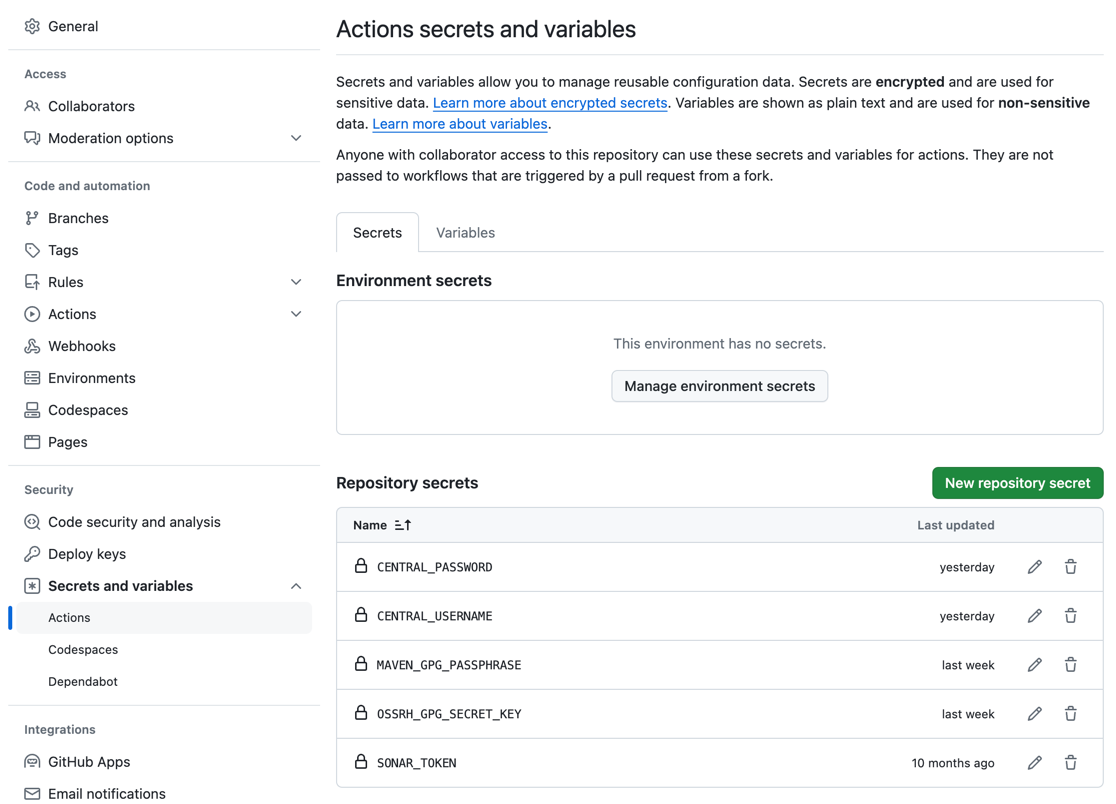 General
Access
Collaborators
Moderation options
Code and automation
Branches
Tags
Rules
Actions
Webhooks
Environments
Codespaces
Pages
Security
Code security and analysis
Deploy keys
Secrets and variables
Actions
Codespaces
Dependabot
Integrations
GitHub Apps
Email notifications
Actions secrets and variables
Secrets and variables allow you to manage reusable configuration data. Secrets are encrypted and are used for
sensitive data. Learn more about encrypted secrets. Variables are shown as plain text and are used for non-sensitive
data. Learn more about variables.
Anyone with collaborator access to this repository can use these secrets and variables for actions. They are not
passed to workflows that are triggered by a pull request from a fork.
Secrets Variables
Environment secrets
This environment has no secrets.
Manage environment secrets
Repository secrets New repository secret
Name Last updated
CENTRAL_PASSWORD yesterday
CENTRAL_USERNAME yesterday
MAVEN_GPG_PASSPHRASE last week
OSSRH_GPG_SECRET_KEY last week
SONAR_TOKEN 10 months ago